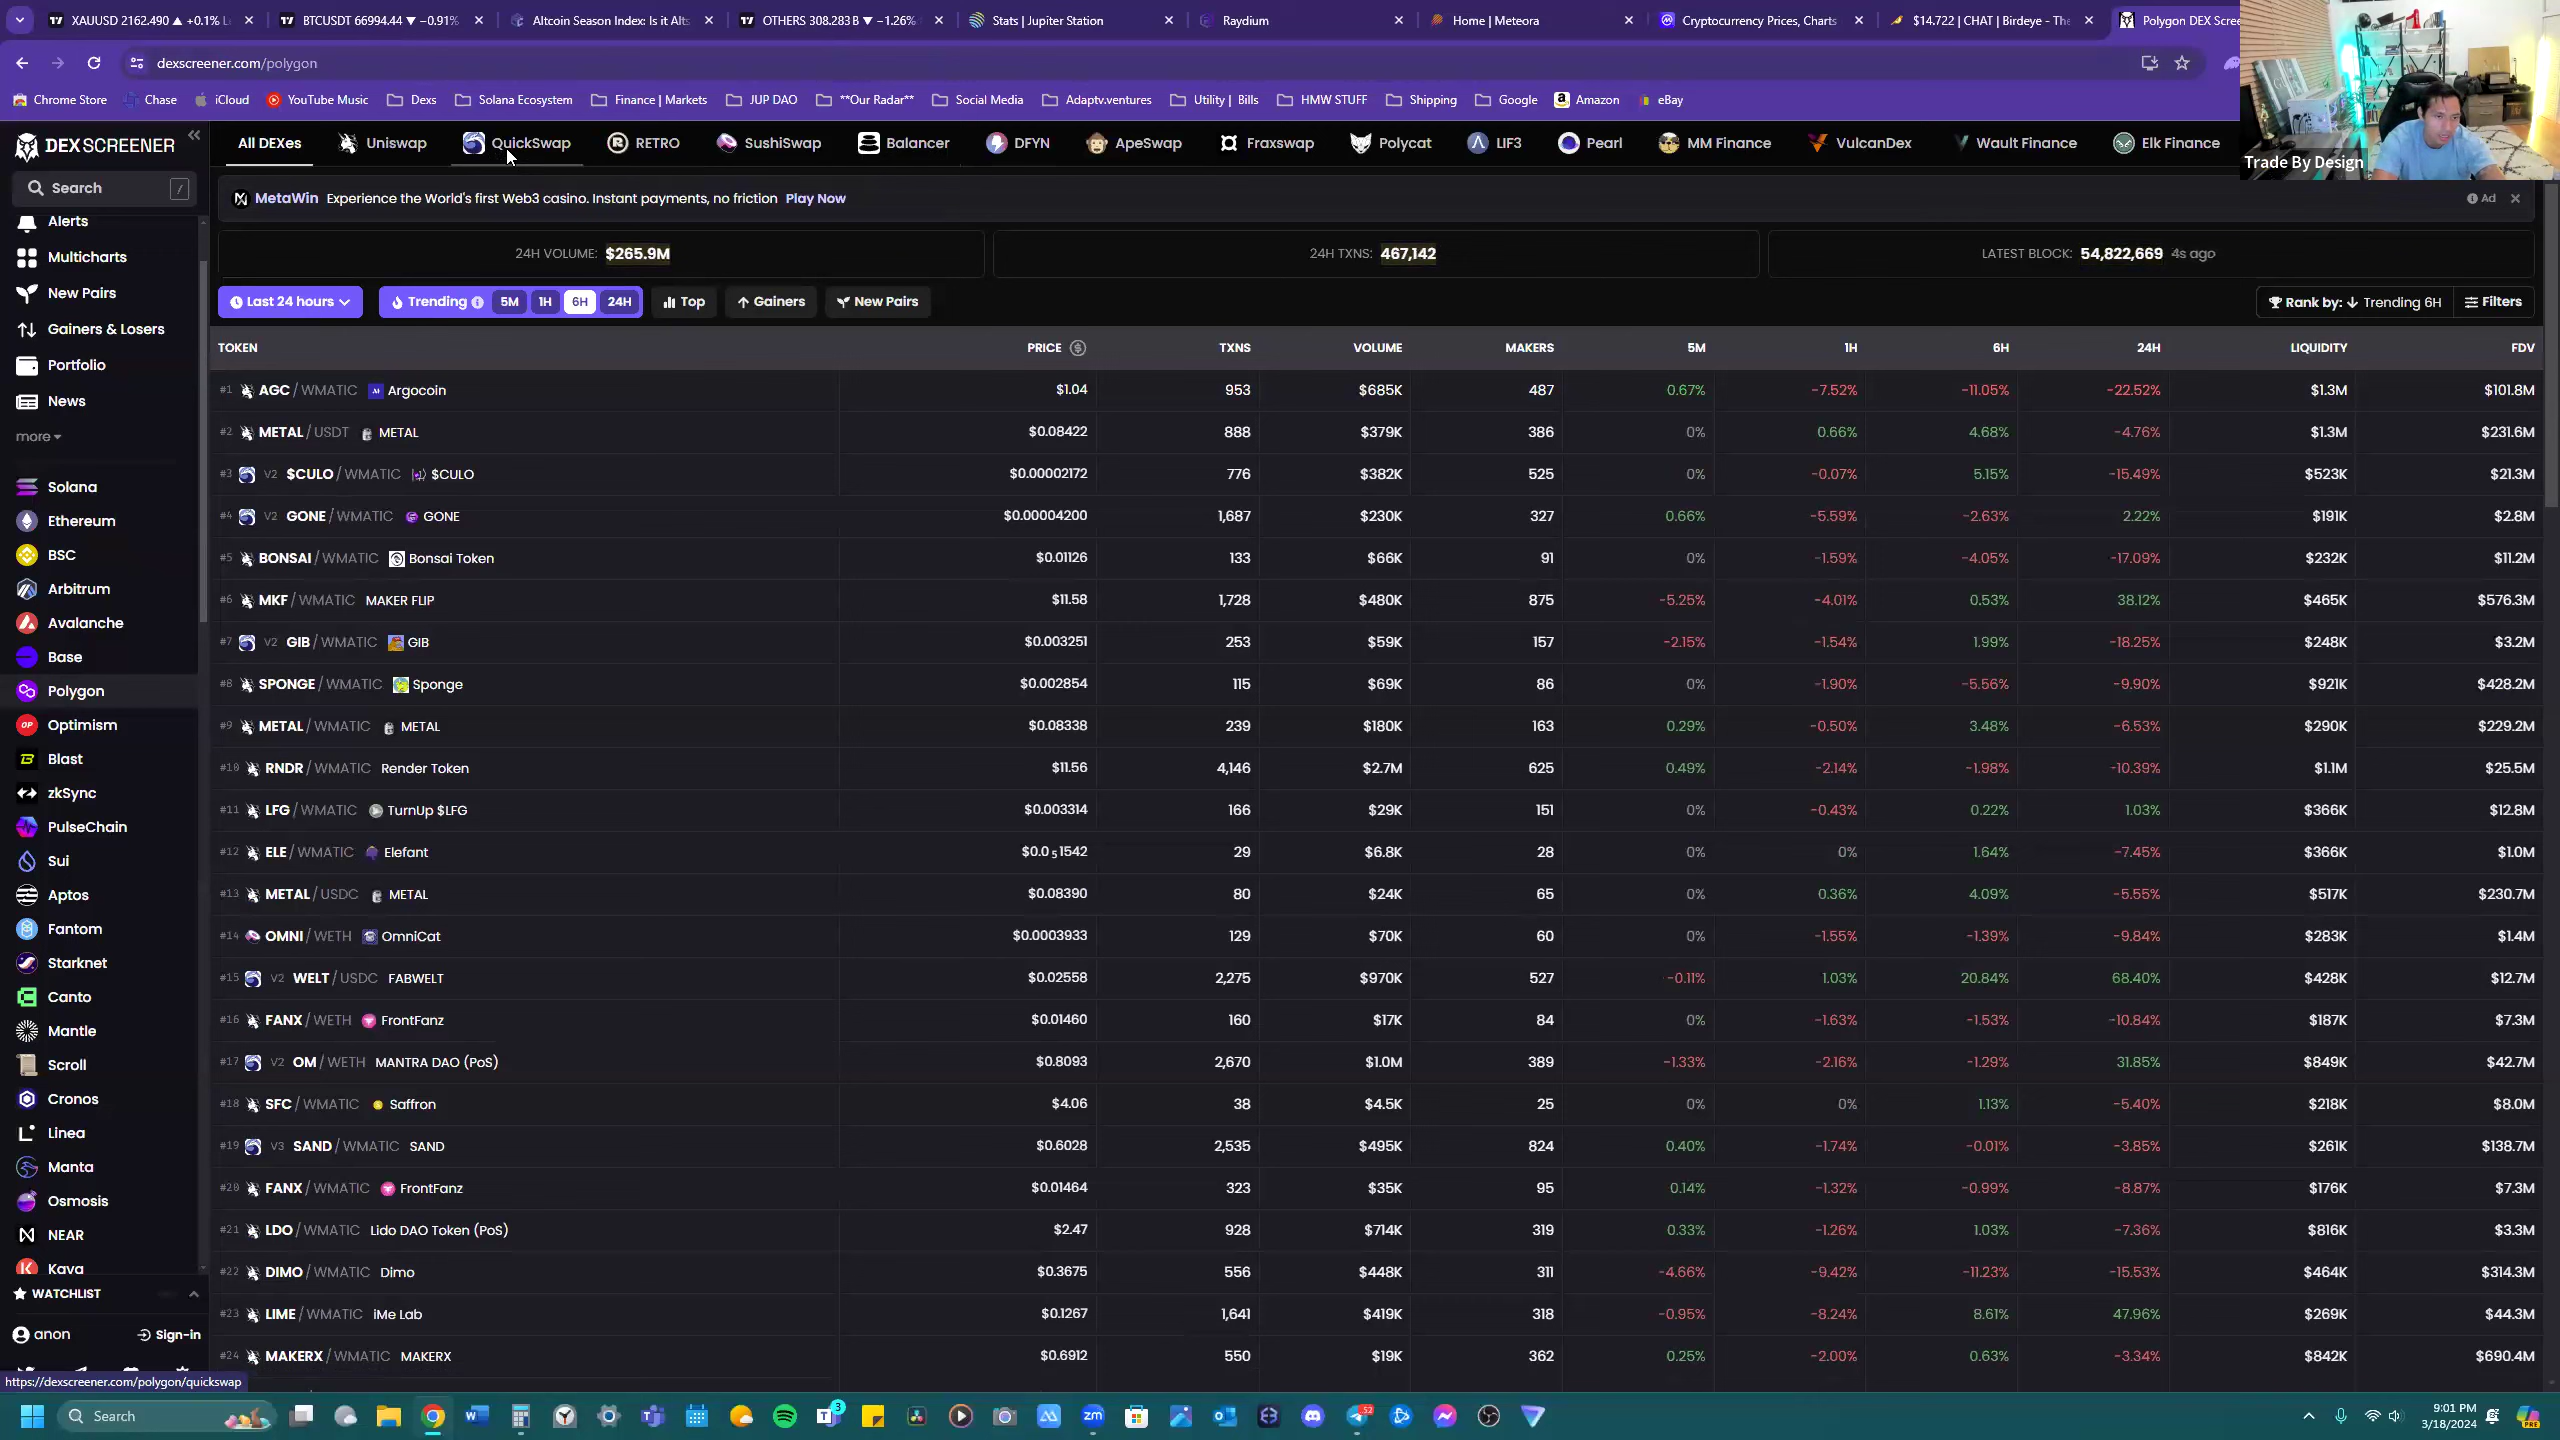 XAUUSD 2162.490 ▲ +0.1%
BTCUSDT 66994.44 ▼ −0.91%
Altcoin Season Index: Is it Alts
OTHERS 308.283 B ▼ −1.26%
Stats | Jupiter Station
Raydium
Home | Meteora
Cryptocurrency Prices, Charts
$14.722 | CHAT | Birdeye - The
Polygon DEX Scree
dexscreener.com/polygon
Chrome Store
Chase
iCloud
YouTube Music
Dexs
Solana Ecosystem
Finance | Markets
JUP DAO
**Our Radar**
Social Media
Adaptv.ventures
Utility | Bills
HMW STUFF
Shipping
Google
Amazon
eBay
Trade By Design
DEXSCREENER
Search /
Alerts
Multicharts
New Pairs
Gainers & Losers
Portfolio
News
more
Solana
Ethereum
BSC
Arbitrum
Avalanche
Base
Polygon
Optimism
Blast
zkSync
PulseChain
Sui
Aptos
Fantom
Starknet
Canto
Mantle
Scroll
Cronos
Linea
Manta
Osmosis
NEAR
Kava
WATCHLIST
anon Sign-in
https://dexscreener.com/polygon/quickswap
All DEXes Uniswap QuickSwap RETRO SushiSwap Balancer DFYN ApeSwap Fraxswap Polycat LIF3 Pearl MM Finance VulcanDex Wault Finance Elk Finance
MetaWin Experience the World's first Web3 casino. Instant payments, no friction Play Now Ad
24H VOLUME: $265.9M 24H TXNS: 467,142 LATEST BLOCK: 54,822,669 4s ago
Last 24 hours Trending 5M 1H 6H 24H Top Gainers New Pairs Rank by: Trending 6H Filters
TOKEN PRICE TXNS VOLUME MAKERS 5M 1H 6H 24H LIQUIDITY FDV
#1 AGC / WMATIC Argocoin $1.04 953 $685K 487 0.67% -7.52% -11.05% -22.52% $1.3M $101.8M
#2 METAL / USDT METAL $0.08422 888 $379K 386 0% 0.66% 4.68% -4.76% $1.3M $231.6M
#3 V2 $CULO / WMATIC $CULO $0.00002172 776 $382K 525 0% -0.07% 5.15% -15.49% $523K $21.3M
#4 V2 GONE / WMATIC GONE $0.00004200 1,687 $230K 327 0.66% -5.59% -2.63% 2.22% $191K $2.8M
#5 BONSAI / WMATIC Bonsai Token $0.01126 133 $66K 91 0% -1.59% -4.05% -17.09% $232K $11.2M
#6 MKF / WMATIC MAKER FLIP $11.58 1,728 $480K 875 -5.25% -4.01% 0.53% 38.12% $465K $576.3M
#7 V2 GIB / WMATIC GIB $0.003251 253 $59K 157 -2.15% -1.54% 1.99% -18.25% $248K $3.2M
#8 SPONGE / WMATIC Sponge $0.002854 115 $69K 86 0% -1.90% -5.56% -9.90% $921K $428.2M
#9 METAL / WMATIC METAL $0.08338 239 $180K 163 0.29% -0.50% 3.48% -6.53% $290K $229.2M
#10 RNDR / WMATIC Render Token $11.56 4,146 $2.7M 625 0.49% -2.14% -1.98% -10.39% $1.1M $25.5M
#11 LFG / WMATIC TurnUp $LFG $0.003314 166 $29K 151 0% -0.43% 0.22% 1.03% $366K $12.8M
#12 ELE / WMATIC Elefant $0.0₅1542 29 $6.8K 28 0% 0% 1.64% -7.45% $366K $1.0M
#13 METAL / USDC METAL $0.08390 80 $24K 65 0% 0.36% 4.09% -5.55% $517K $230.7M
#14 OMNI / WETH OmniCat $0.0003933 129 $70K 60 0% -1.55% -1.39% -9.84% $283K $1.4M
#15 V2 WELT / USDC FABWELT $0.02558 2,275 $970K 527 -0.11% 1.03% 20.84% 68.40% $428K $12.7M
#16 FANX / WETH FrontFanz $0.01460 160 $17K 84 0% -1.63% -1.53% -10.84% $187K $7.3M
#17 V2 OM / WETH MANTRA DAO (PoS) $0.8093 2,670 $1.0M 389 -1.33% -2.16% -1.29% 31.85% $849K $42.7M
#18 SFC / WMATIC Saffron $4.06 38 $4.5K 25 0% 0% 1.13% -5.40% $218K $8.0M
#19 V3 SAND / WMATIC SAND $0.6028 2,535 $495K 824 0.40% -1.74% -0.01% -3.85% $261K $138.7M
#20 FANX / WMATIC FrontFanz $0.01464 323 $35K 95 0.14% -1.32% -0.99% -8.87% $176K $7.3M
#21 LDO / WMATIC Lido DAO Token (PoS) $2.47 928 $714K 319 0.33% -1.26% 1.03% -7.36% $816K $3.3M
#22 DIMO / WMATIC Dimo $0.3675 556 $448K 311 -4.66% -9.42% -11.23% -15.53% $464K $314.3M
#23 LIME / WMATIC iMe Lab $0.1267 1,641 $419K 318 -0.95% -8.24% 8.61% 47.96% $269K $44.3M
#24 MAKERX / WMATIC MAKERX $0.6912 550 $19K 362 0.25% -2.00% 0.63% -3.34% $842K $690.4M
Search
3
52
zm
9:01 PM
3/18/2024
PRE